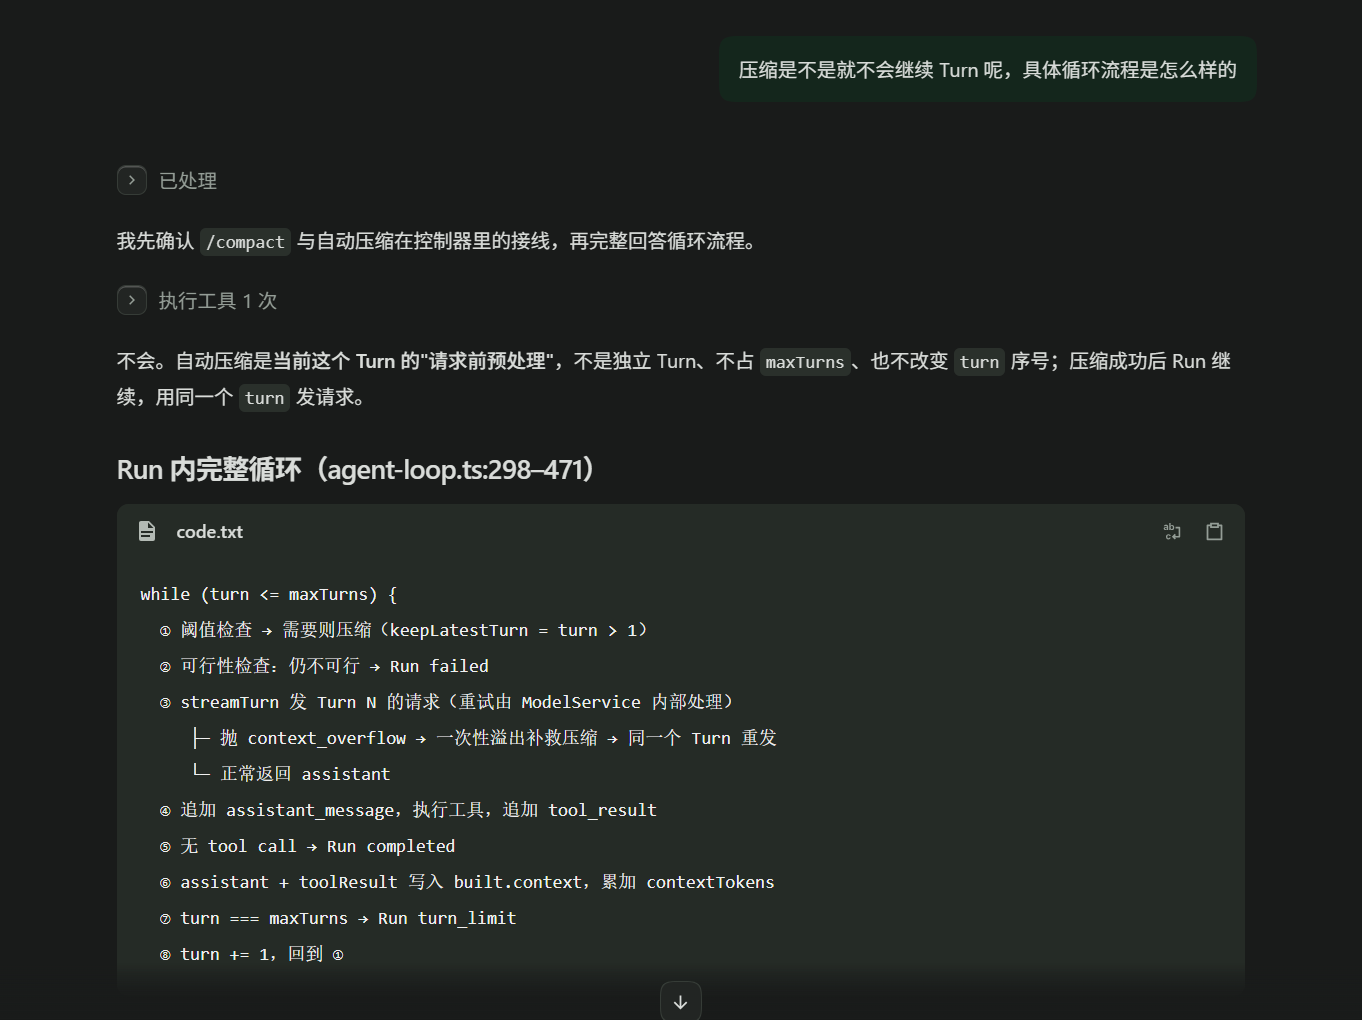 压缩是不是就不会继续 Turn 呢，具体循环流程是怎么样的
已处理
我先确认 /compact 与自动压缩在控制器里的接线，再完整回答循环流程。
执行工具 1 次
不会。自动压缩是当前这个 Turn 的"请求前预处理"，不是独立 Turn、不占 maxTurns、也不改变 turn 序号；压缩成功后 Run 继
续，用同一个 turn 发请求。
Run 内完整循环（agent-loop.ts:298–471）
code.txt
while (turn <= maxTurns) {
① 阈值检查 → 需要则压缩（keepLatestTurn = turn > 1）
② 可行性检查：仍不可行 → Run failed
③ streamTurn 发 Turn N 的请求（重试由 ModelService 内部处理）
├─ 抛 context_overflow → 一次性溢出补救压缩 → 同一个 Turn 重发
└─ 正常返回 assistant
④ 追加 assistant_message，执行工具，追加 tool_result
⑤ 无 tool call → Run completed
⑥ assistant + toolResult 写入 built.context，累加 contextTokens
⑦ turn === maxTurns → Run turn_limit
⑧ turn += 1，回到 ①